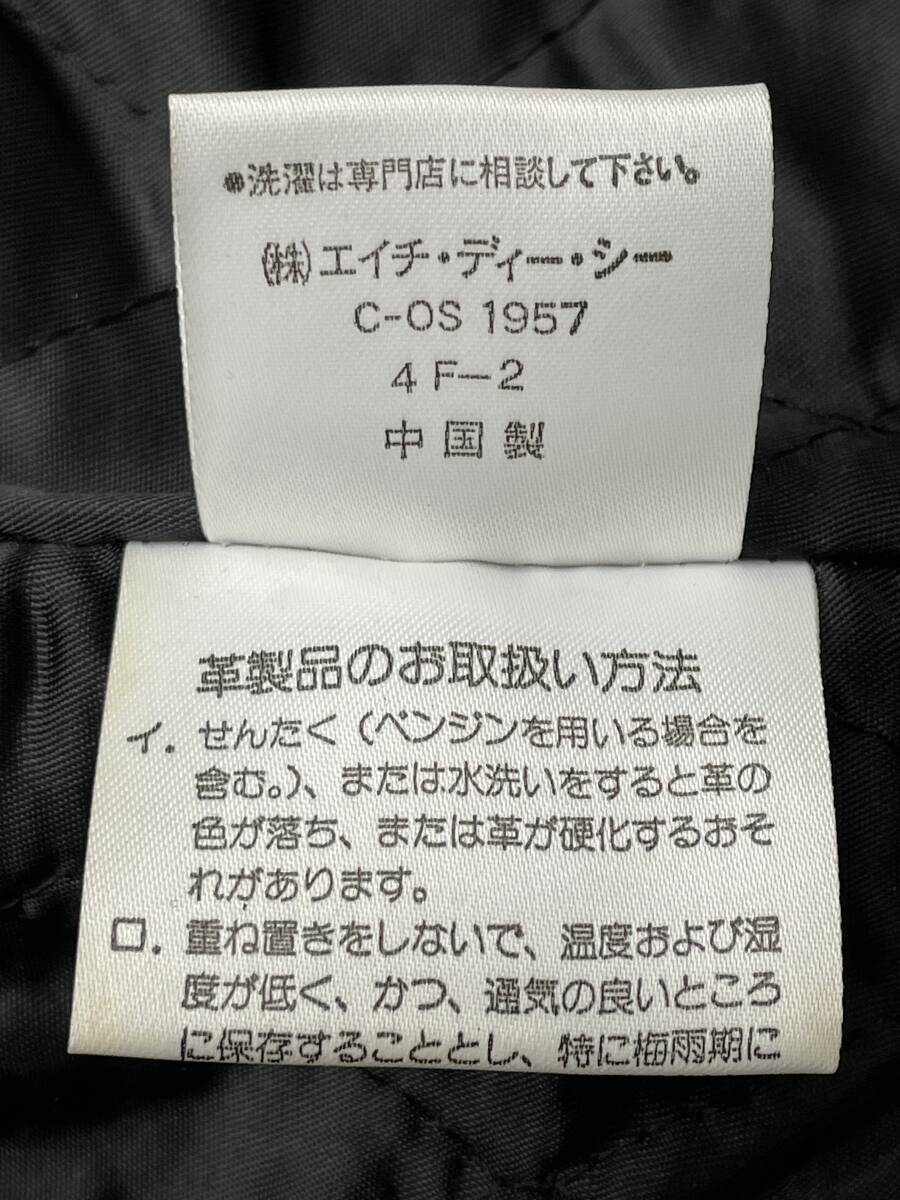 ※洗濯は専門店に相談して下さい。
(株)エイチ・ディー・シー
C-OS 1957
4F-2
中国製
革製品のお取扱い方法
イ. せんたく(ベンジンを用いる場合を
含む。)、または水洗いをすると革の
色が落ち、または革が硬化するおそ
れがあります。
ロ. 重ね置きをしないで、温度および湿
度が低く、かつ、通気の良いところ
に保存することとし、特に梅雨期に